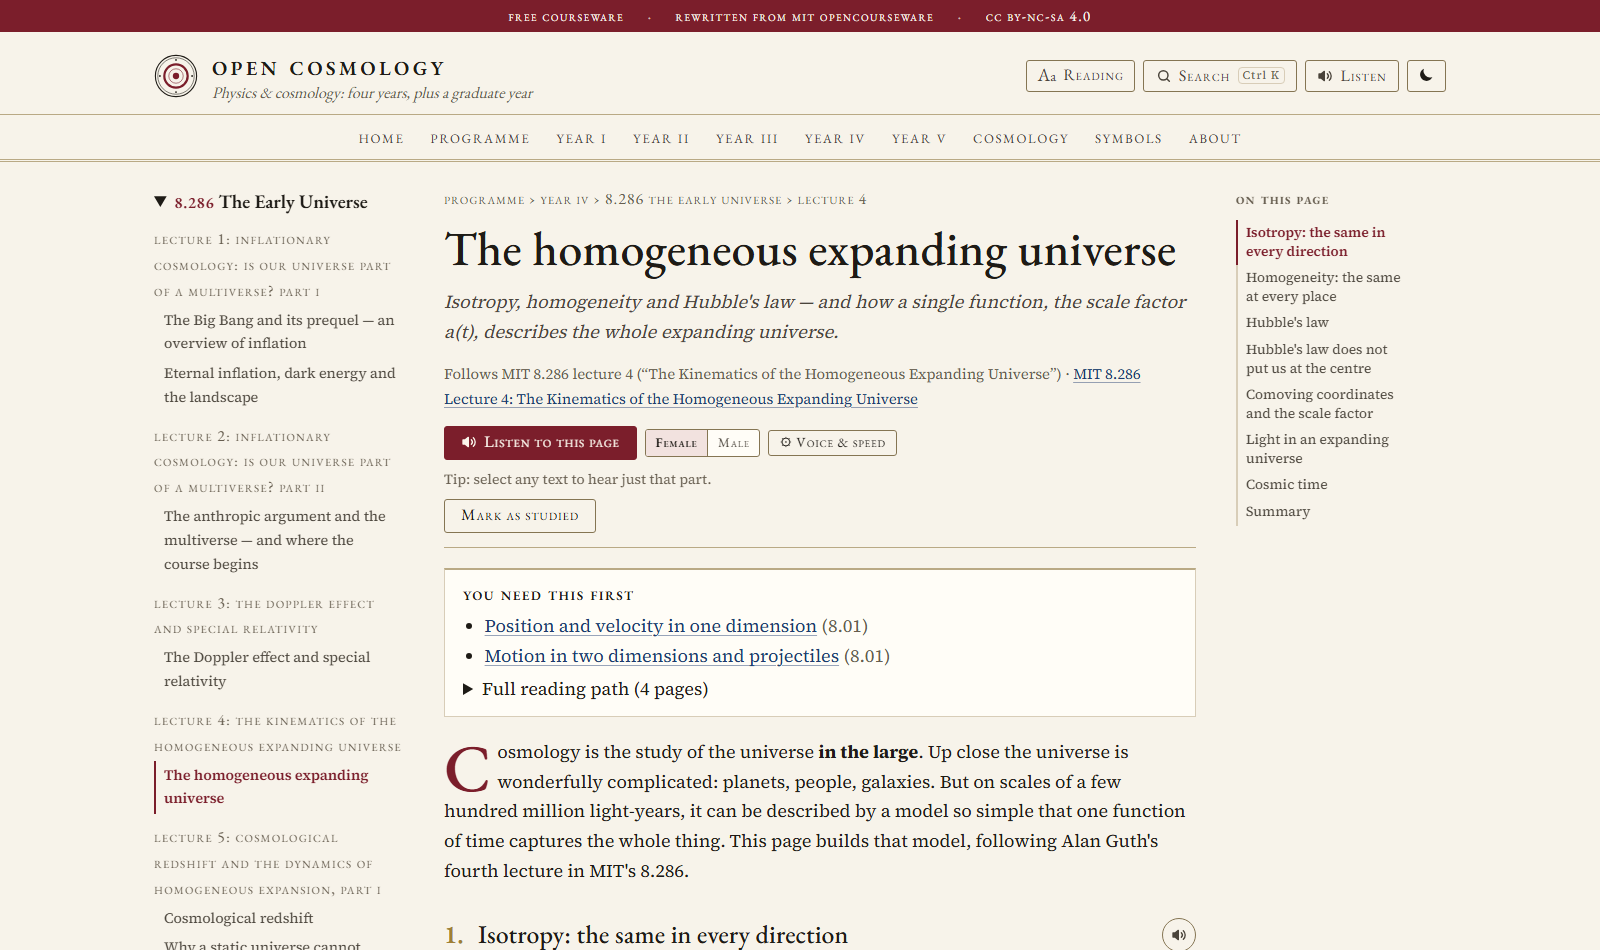 FREE COURSEWARE · REWRITTEN FROM MIT OPENCOURSEWARE · CC BY-NC-SA 4.0
OPEN COSMOLOGY
Physics & cosmology: four years, plus a graduate year
Aa Reading
Search Ctrl K
Listen
HOME PROGRAMME YEAR I YEAR II YEAR III YEAR IV YEAR V COSMOLOGY SYMBOLS ABOUT
▼ 8.286 The Early Universe
LECTURE 1: INFLATIONARY
COSMOLOGY: IS OUR UNIVERSE PART
OF A MULTIVERSE? PART I
The Big Bang and its prequel — an
overview of inflation
Eternal inflation, dark energy and
the landscape
LECTURE 2: INFLATIONARY
COSMOLOGY: IS OUR UNIVERSE PART
OF A MULTIVERSE? PART II
The anthropic argument and the
multiverse — and where the
course begins
LECTURE 3: THE DOPPLER EFFECT
AND SPECIAL RELATIVITY
The Doppler effect and special
relativity
LECTURE 4: THE KINEMATICS OF THE
HOMOGENEOUS EXPANDING UNIVERSE
The homogeneous expanding
universe
LECTURE 5: COSMOLOGICAL
REDSHIFT AND THE DYNAMICS OF
HOMOGENEOUS EXPANSION, PART I
Cosmological redshift
Why a static universe cannot
PROGRAMME › YEAR IV › 8.286 THE EARLY UNIVERSE › LECTURE 4
The homogeneous expanding universe
Isotropy, homogeneity and Hubble's law — and how a single function, the scale factor
a(t), describes the whole expanding universe.
Follows MIT 8.286 lecture 4 (“The Kinematics of the Homogeneous Expanding Universe”) · MIT 8.286
Lecture 4: The Kinematics of the Homogeneous Expanding Universe
Listen to this page
Female Male
Voice & speed
Tip: select any text to hear just that part.
Mark as studied
YOU NEED THIS FIRST
• Position and velocity in one dimension (8.01)
• Motion in two dimensions and projectiles (8.01)
▶ Full reading path (4 pages)
Cosmology is the study of the universe in the large. Up close the universe is
wonderfully complicated: planets, people, galaxies. But on scales of a few
hundred million light-years, it can be described by a model so simple that one function
of time captures the whole thing. This page builds that model, following Alan Guth's
fourth lecture in MIT's 8.286.
1. Isotropy: the same in every direction
ON THIS PAGE
Isotropy: the same in
every direction
Homogeneity: the same
at every place
Hubble's law
Hubble's law does not
put us at the centre
Comoving coordinates
and the scale factor
Light in an expanding
universe
Cosmic time
Summary